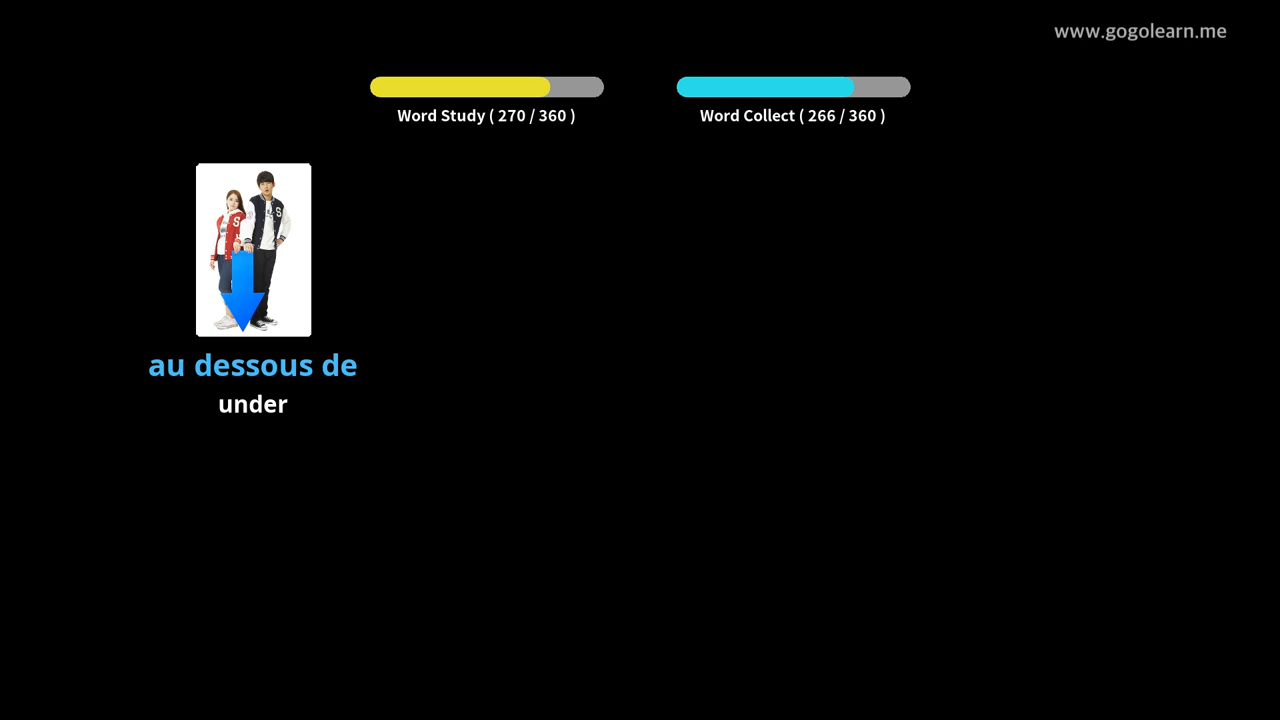 www.gogolearn.me
Word Study ( 270 / 360 )
Word Collect ( 266 / 360 )
S
S
au dessous de
under